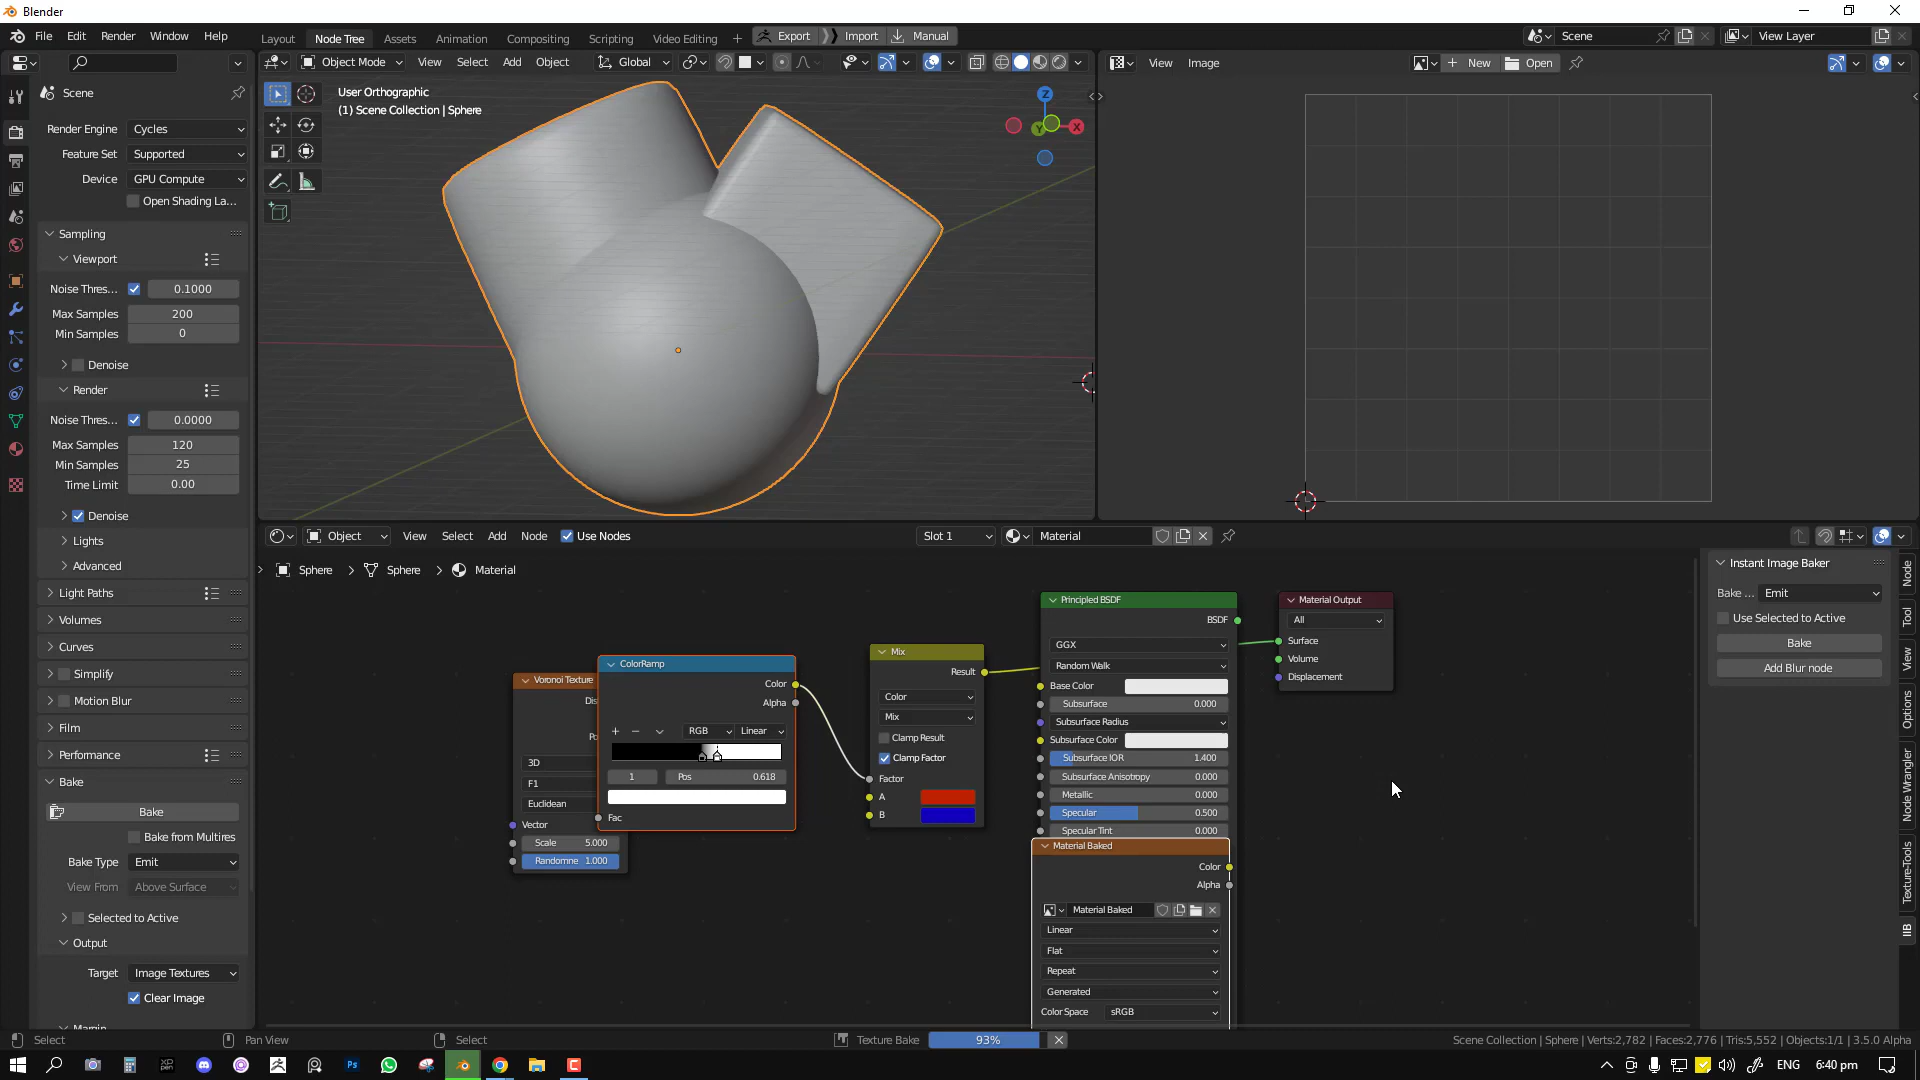 Blender
File Edit Render Window Help
Layout Node Tree Assets Animation Compositing Scripting Video Editing
Export Import Manual
Scene
View Layer
Object Mode View Select Add Object
Global
View Image
New Open
User Orthographic
(1) Scene Collection | Sphere
Z
X
Y
Scene
Render Engine Cycles
Feature Set Supported
Device GPU Compute
Open Shading La...
Sampling
Viewport
Noise Thres... 0.1000
Max Samples 200
Min Samples 0
Denoise
Render
Noise Thres... 0.0000
Max Samples 120
Min Samples 25
Time Limit 0.00
Denoise
Lights
Advanced
Light Paths
Volumes
Curves
Simplify
Motion Blur
Film
Performance
Bake
Bake
Bake from Multires
Bake Type Emit
View From Above Surface
Selected to Active
Output
Target Image Textures
Clear Image
Margin
Object View Select Add Node Use Nodes
Slot 1
Material
Sphere > Sphere > Material
Voronoi Texture
Dis
Po
3D
F1
Euclidean
Vector
Scale 5.000
Randomne 1.000
ColorRamp
Color
Alpha
RGB Linear
1 Pos 0.618
Fac
Mix
Result
Color
Mix
Clamp Result
Clamp Factor
Factor
A
B
Principled BSDF
BSDF
GGX
Random Walk
Base Color
Subsurface 0.000
Subsurface Radius
Subsurface Color
Subsurface IOR 1.400
Subsurface Anisotropy 0.000
Metallic 0.000
Specular 0.500
Specular Tint 0.000
Material Baked
Color
Alpha
Material Baked
Linear
Flat
Repeat
Generated
Color Space sRGB
Material Output
All
Surface
Volume
Displacement
Instant Image Baker
Bake ... Emit
Use Selected to Active
Bake
Add Blur node
Node
Tool
View
Options
Node Wrangler
Texture-Tools
IIB
Select
Pan View
Select
Texture Bake 93%
Scene Collection | Sphere | Verts:2,782 | Faces:2,776 | Tris:5,552 | Objects:1/1 | 3.5.0 Alpha
XP PEN
Ps
ENG 6:40 pm